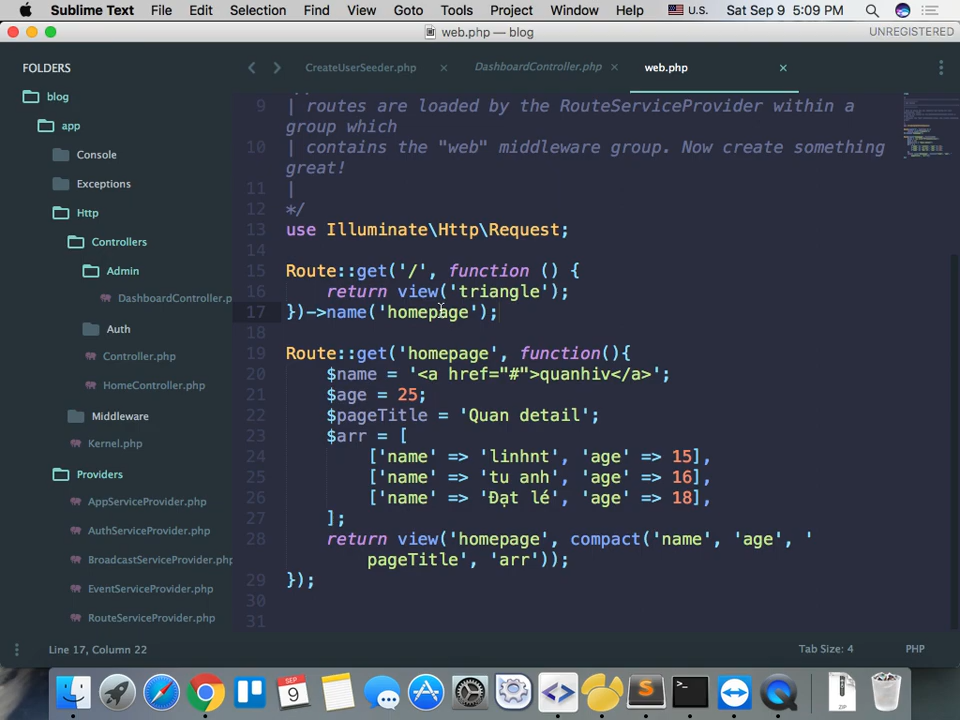 Sublime Text File Edit Selection Find View Goto Tools Project Window Help U.S. Sat Sep 9 5:09 PM
web.php — blog UNREGISTERED
FOLDERS
blog
app
Console
Exceptions
Http
Controllers
Admin
DashboardController.p
Auth
Controller.php
HomeController.php
Middleware
Kernel.php
Providers
AppServiceProvider.php
AuthServiceProvider.php
BroadcastServiceProvider.php
EventServiceProvider.php
RouteServiceProvider.php
CreateUserSeeder.php × DashboardController.php × web.php ×
9 | routes are loaded by the RouteServiceProvider within a
group which
10 | contains the "web" middleware group. Now create something
great!
11 |
12 */
13 use Illuminate\Http\Request;
14
15 Route::get('/', function () {
16 return view('triangle');
17 })->name('homepage');
18
19 Route::get('homepage', function(){
20 $name = '<a href="#">quanhiv</a>';
21 $age = 25;
22 $pageTitle = 'Quan detail';
23 $arr = [
24 ['name' => 'linhnt', 'age' => 15],
25 ['name' => 'tu anh', 'age' => 16],
26 ['name' => 'Đạt lé', 'age' => 18],
27 ];
28 return view('homepage', compact('name', 'age', '
pageTitle', 'arr'));
29 });
30
31
Line 17, Column 22 Tab Size: 4 PHP
SEP
9
ZIP